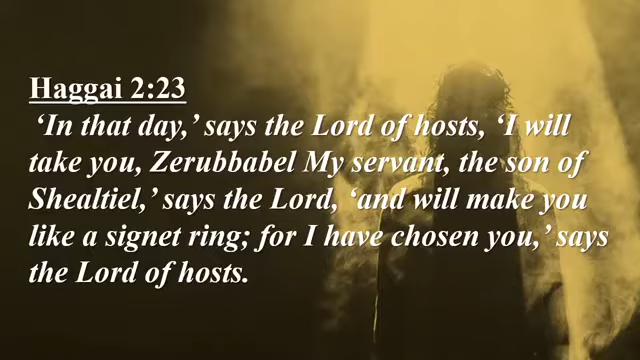 Haggai 2:23
‘In that day,’ says the Lord of hosts, ‘I will
take you, Zerubbabel My servant, the son of
Shealtiel,’ says the Lord, ‘and will make you
like a signet ring; for I have chosen you,’ says
the Lord of hosts.